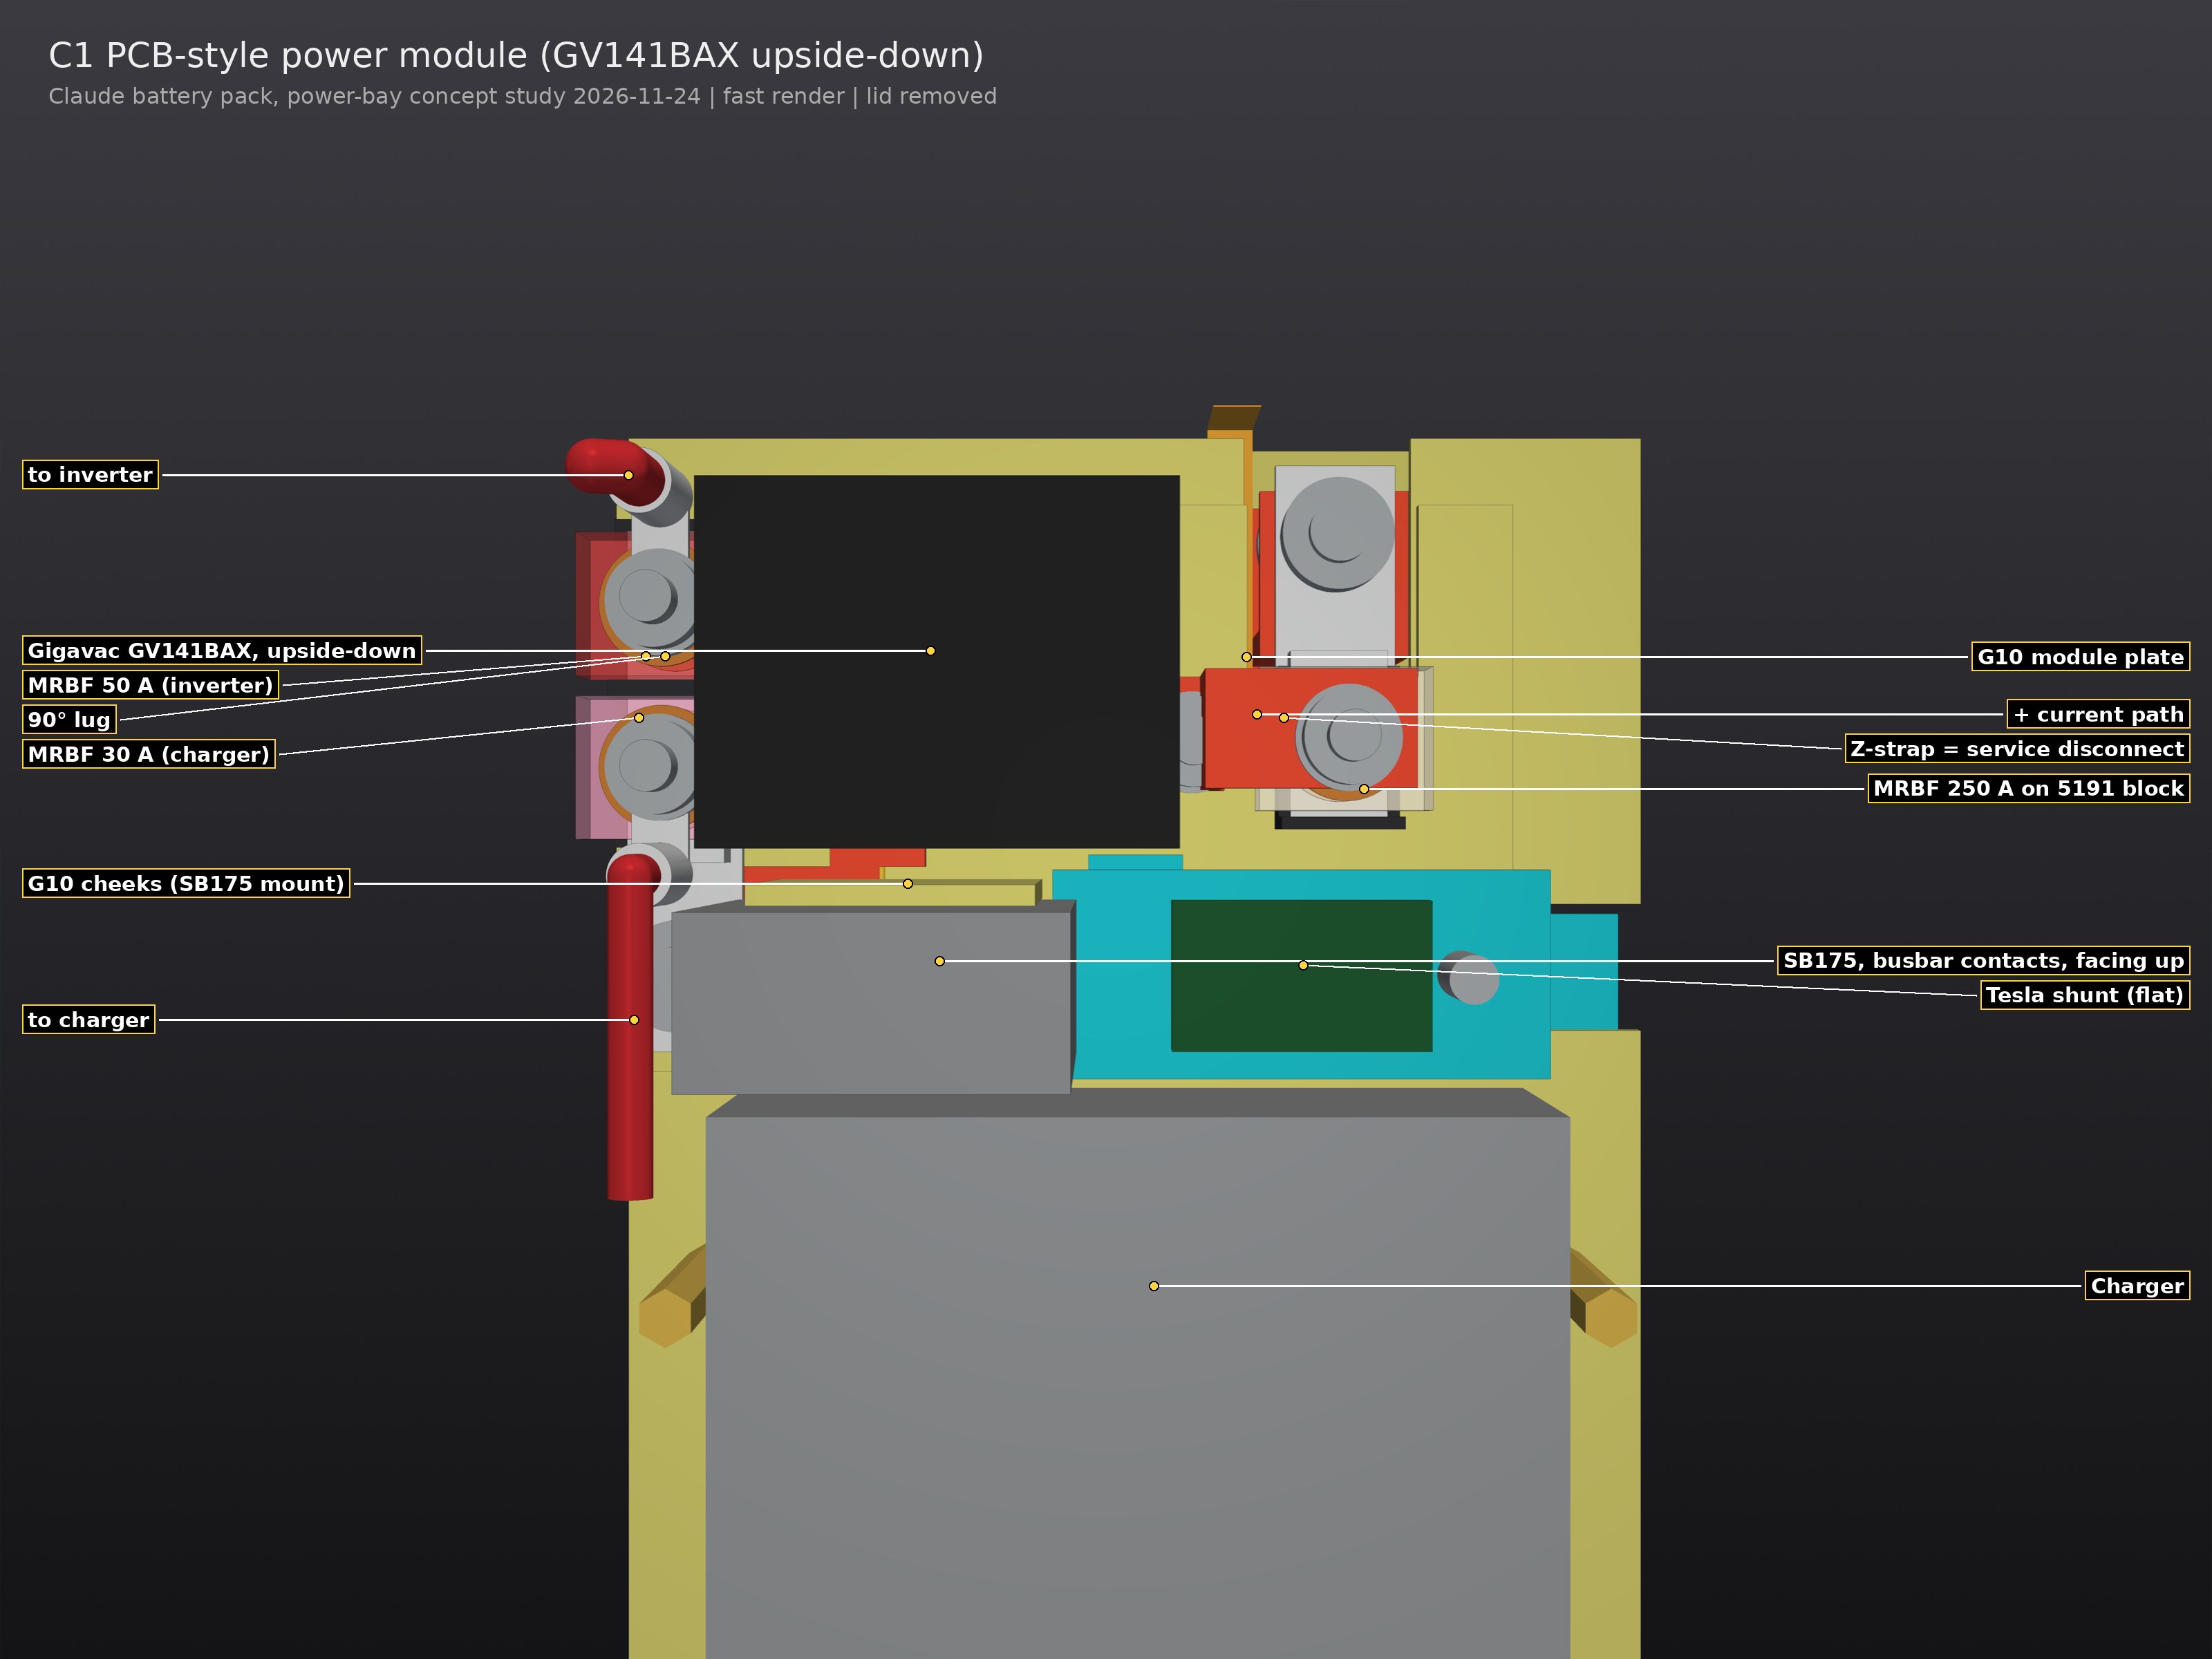 C1 PCB-style power module (GV141BAX upside-down)
Claude battery pack, power-bay concept study 2026-11-24 | fast render | lid removed
to inverter
Gigavac GV141BAX, upside-down
MRBF 50 A (inverter)
90° lug
MRBF 30 A (charger)
G10 cheeks (SB175 mount)
to charger
G10 module plate
+ current path
Z-strap = service disconnect
MRBF 250 A on 5191 block
SB175, busbar contacts, facing up
Tesla shunt (flat)
Charger